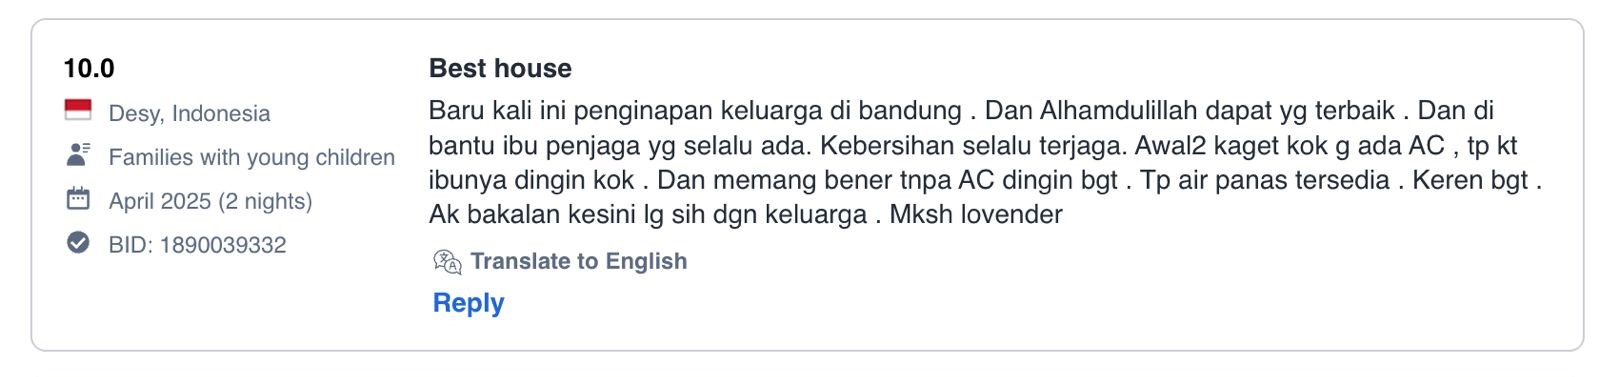 10.0
Desy, Indonesia
Families with young children
April 2025 (2 nights)
BID: 1890039332
Best house
Baru kali ini penginapan keluarga di bandung . Dan Alhamdulillah dapat yg terbaik . Dan di
bantu ibu penjaga yg selalu ada. Kebersihan selalu terjaga. Awal2 kaget kok g ada AC , tp kt
ibunya dingin kok . Dan memang bener tnpa AC dingin bgt . Tp air panas tersedia . Keren bgt .
Ak bakalan kesini lg sih dgn keluarga . Mksh lovender
Translate to English
Reply